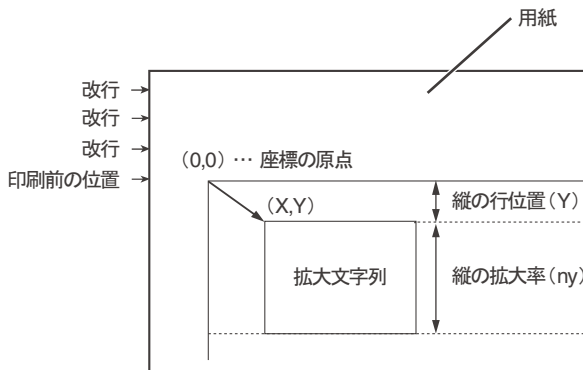 用紙
改行
改行
改行
印刷前の位置
(0,0) … 座標の原点
(X,Y)
縦の行位置(Y)
拡大文字列
縦の拡大率(ny)